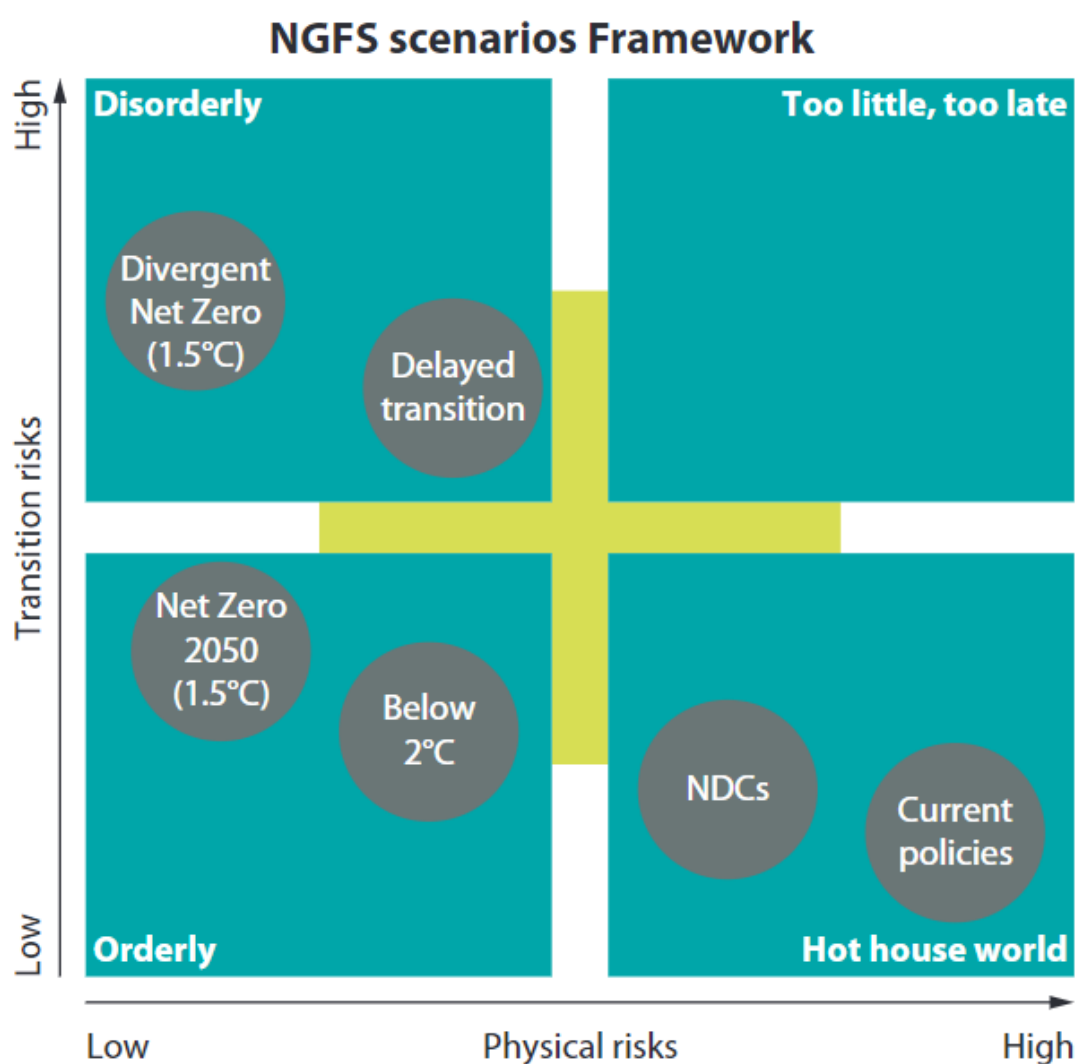 NGFS scenarios Framework
High
Disorderly
Too little, too late
Divergent
Net Zero
(1.5°C)
Delayed
transition
Transition risks
Net Zero
2050
(1.5°C)
Below
2°C
NDCs
Current
policies
Low
Orderly
Hot house world
Low
Physical risks
High